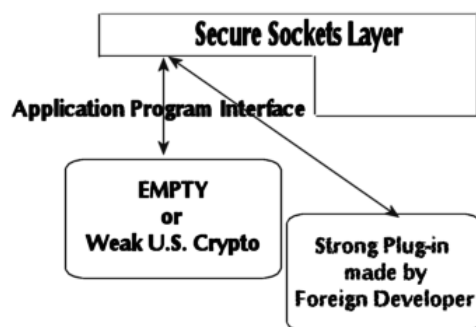 Secure Sockets Layer
Application Program Interface
EMPTY
or
Weak U.S. Crypto
Strong Plug-in
made by
Foreign Developer